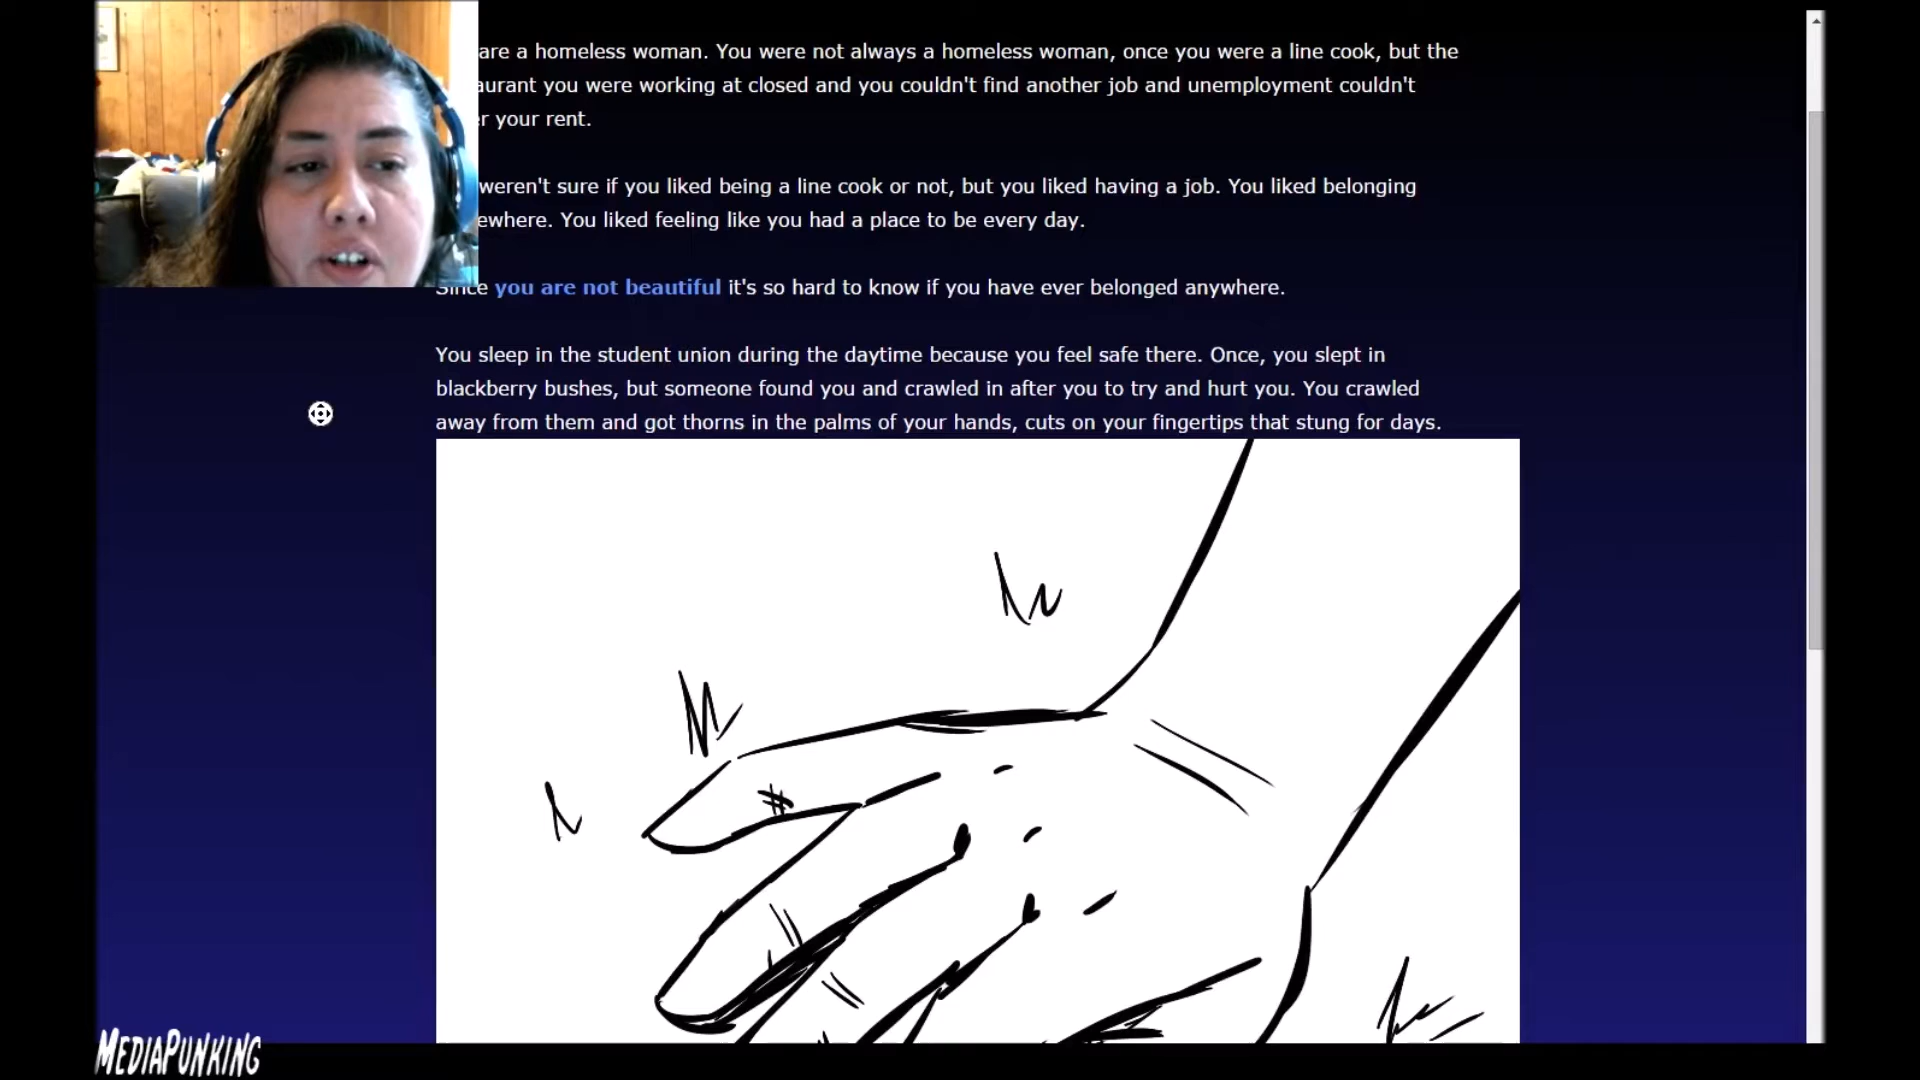 are a homeless woman. You were not always a homeless woman, once you were a line cook, but the
aurant you were working at closed and you couldn't find another job and unemployment couldn't
r your rent.
weren't sure if you liked being a line cook or not, but you liked having a job. You liked belonging
ewhere. You liked feeling like you had a place to be every day.
Since you are not beautiful it's so hard to know if you have ever belonged anywhere.
You sleep in the student union during the daytime because you feel safe there. Once, you slept in
blackberry bushes, but someone found you and crawled in after you to try and hurt you. You crawled
away from them and got thorns in the palms of your hands, cuts on your fingertips that stung for days.
MEDIAPUNKING